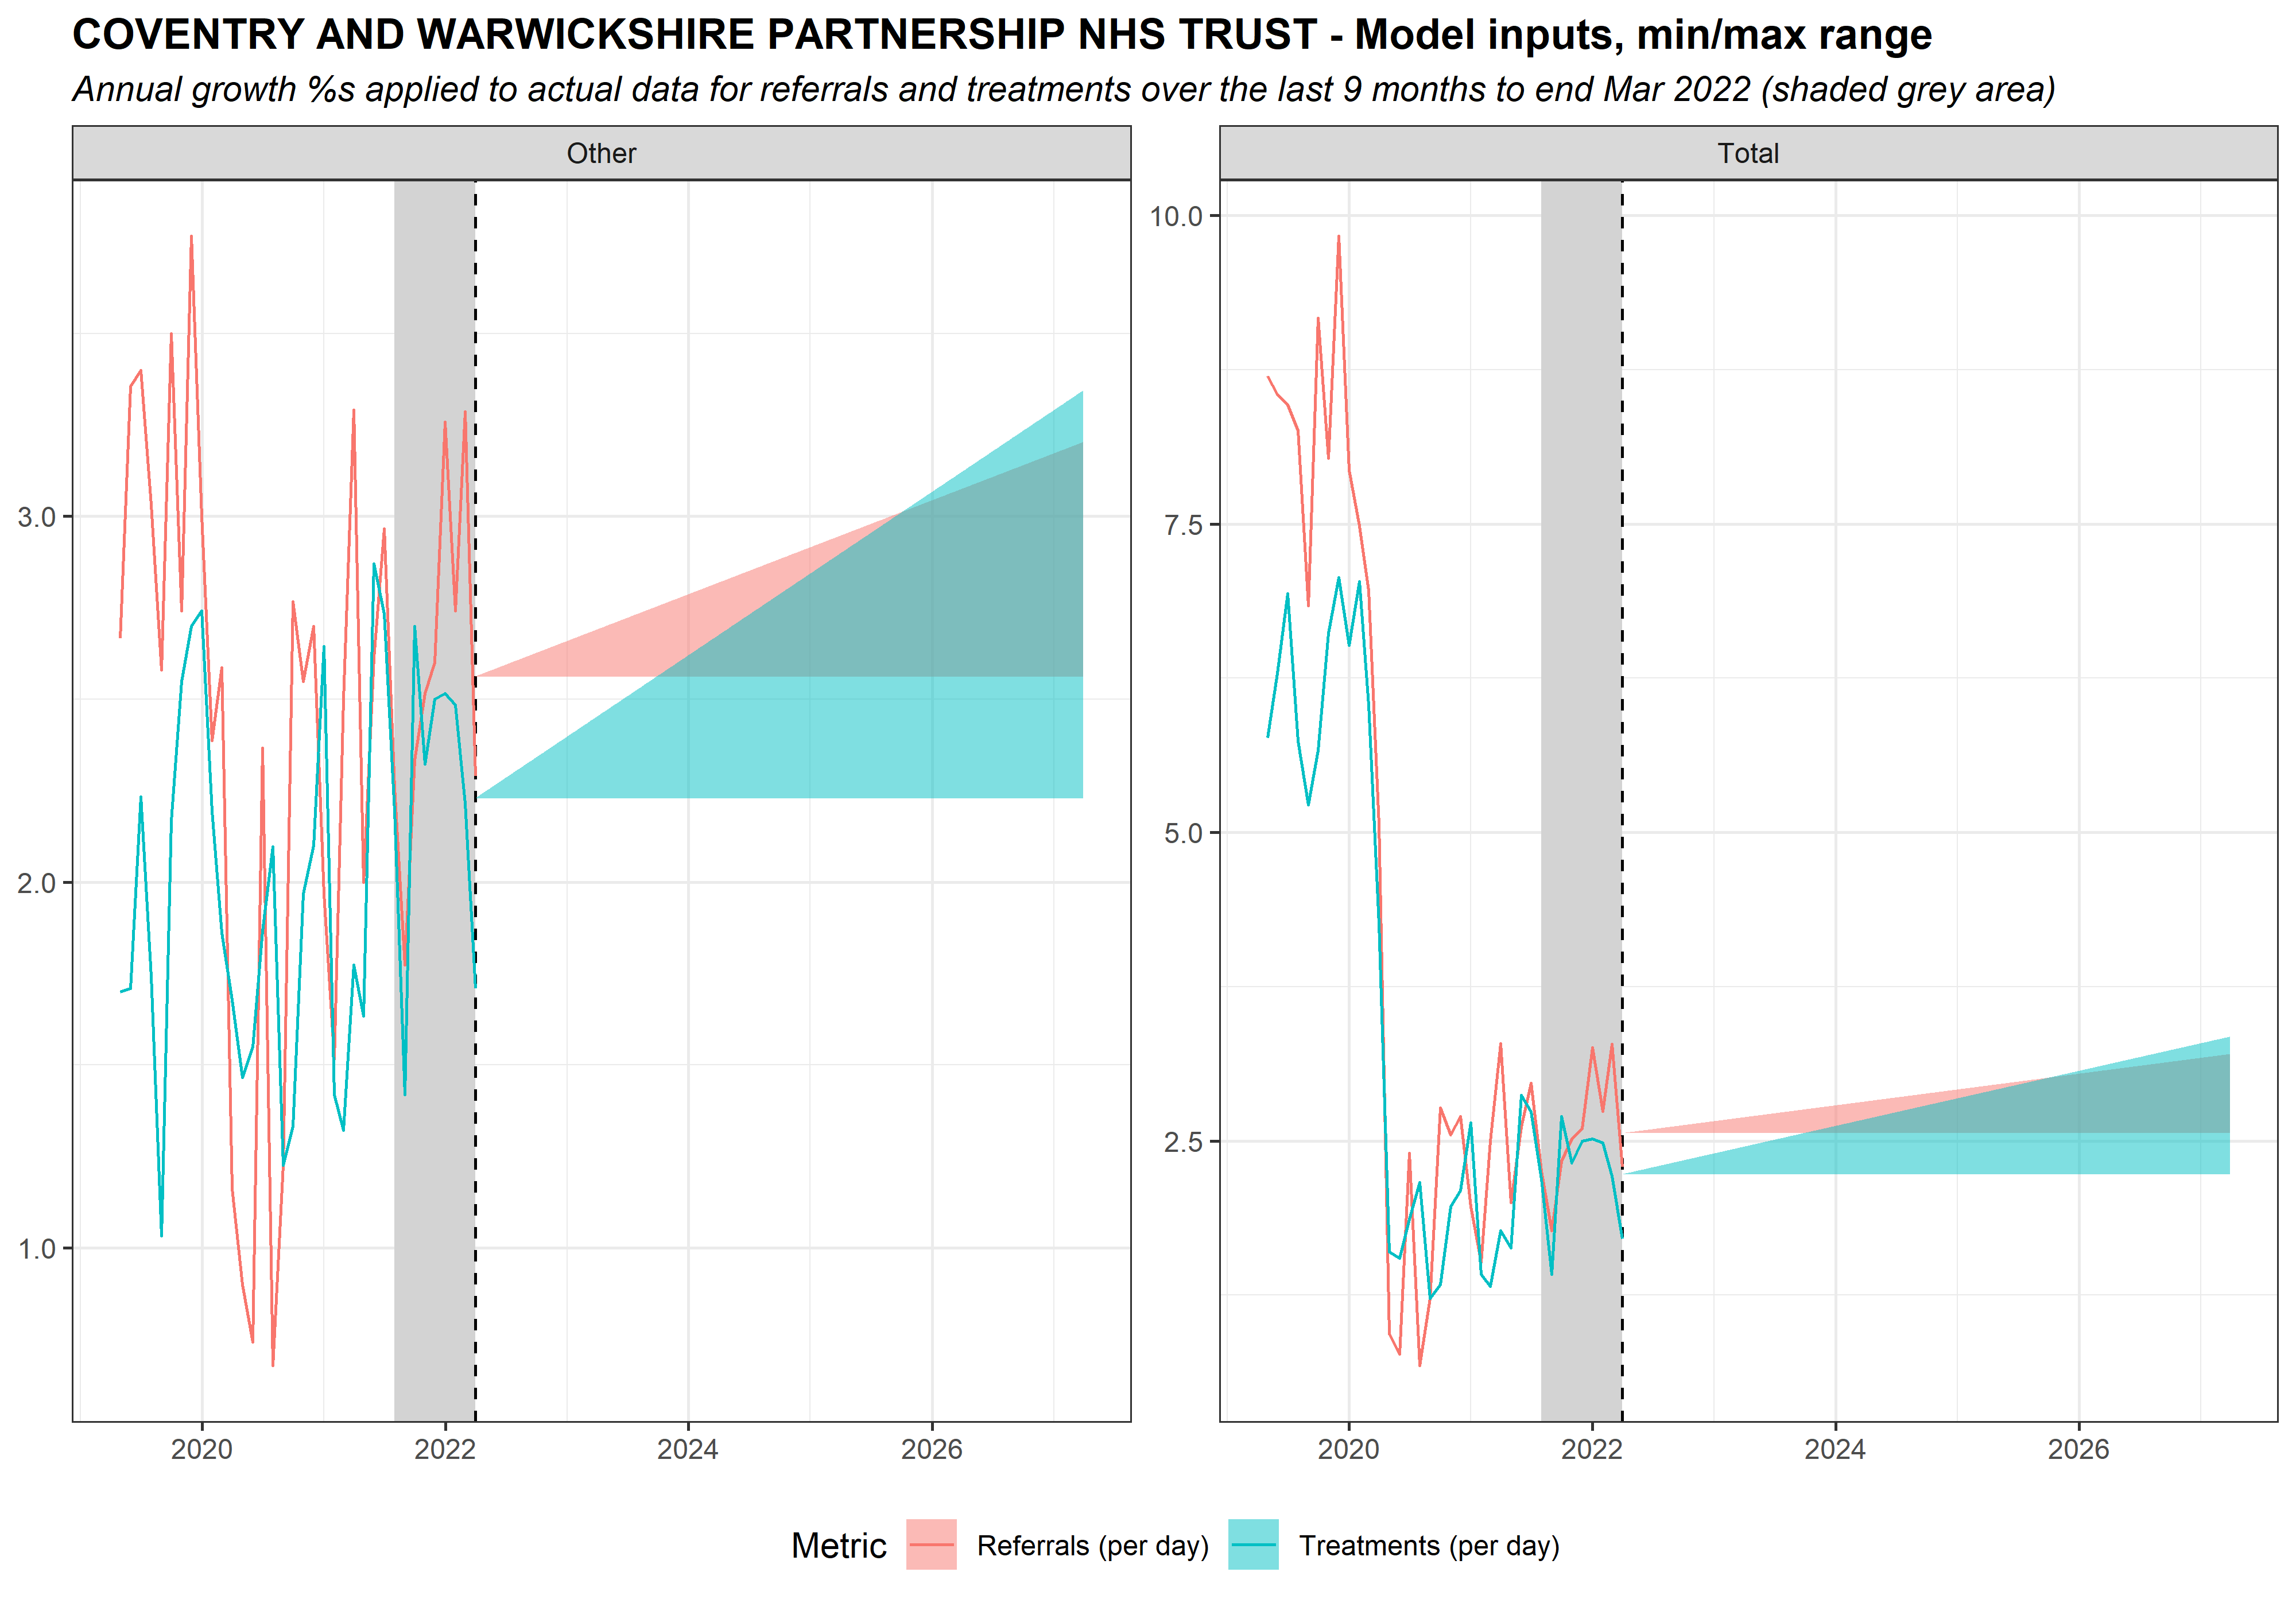 COVENTRY AND WARWICKSHIRE PARTNERSHIP NHS TRUST - Model inputs, min/max range
Annual growth %s applied to actual data for referrals and treatments over the last 9 months to end Mar 2022 (shaded grey area)
Other
Total
3.0
2.0
1.0
10.0
7.5
5.0
2.5
2020 2022 2024 2026
2020 2022 2024 2026
Metric Referrals (per day) Treatments (per day)